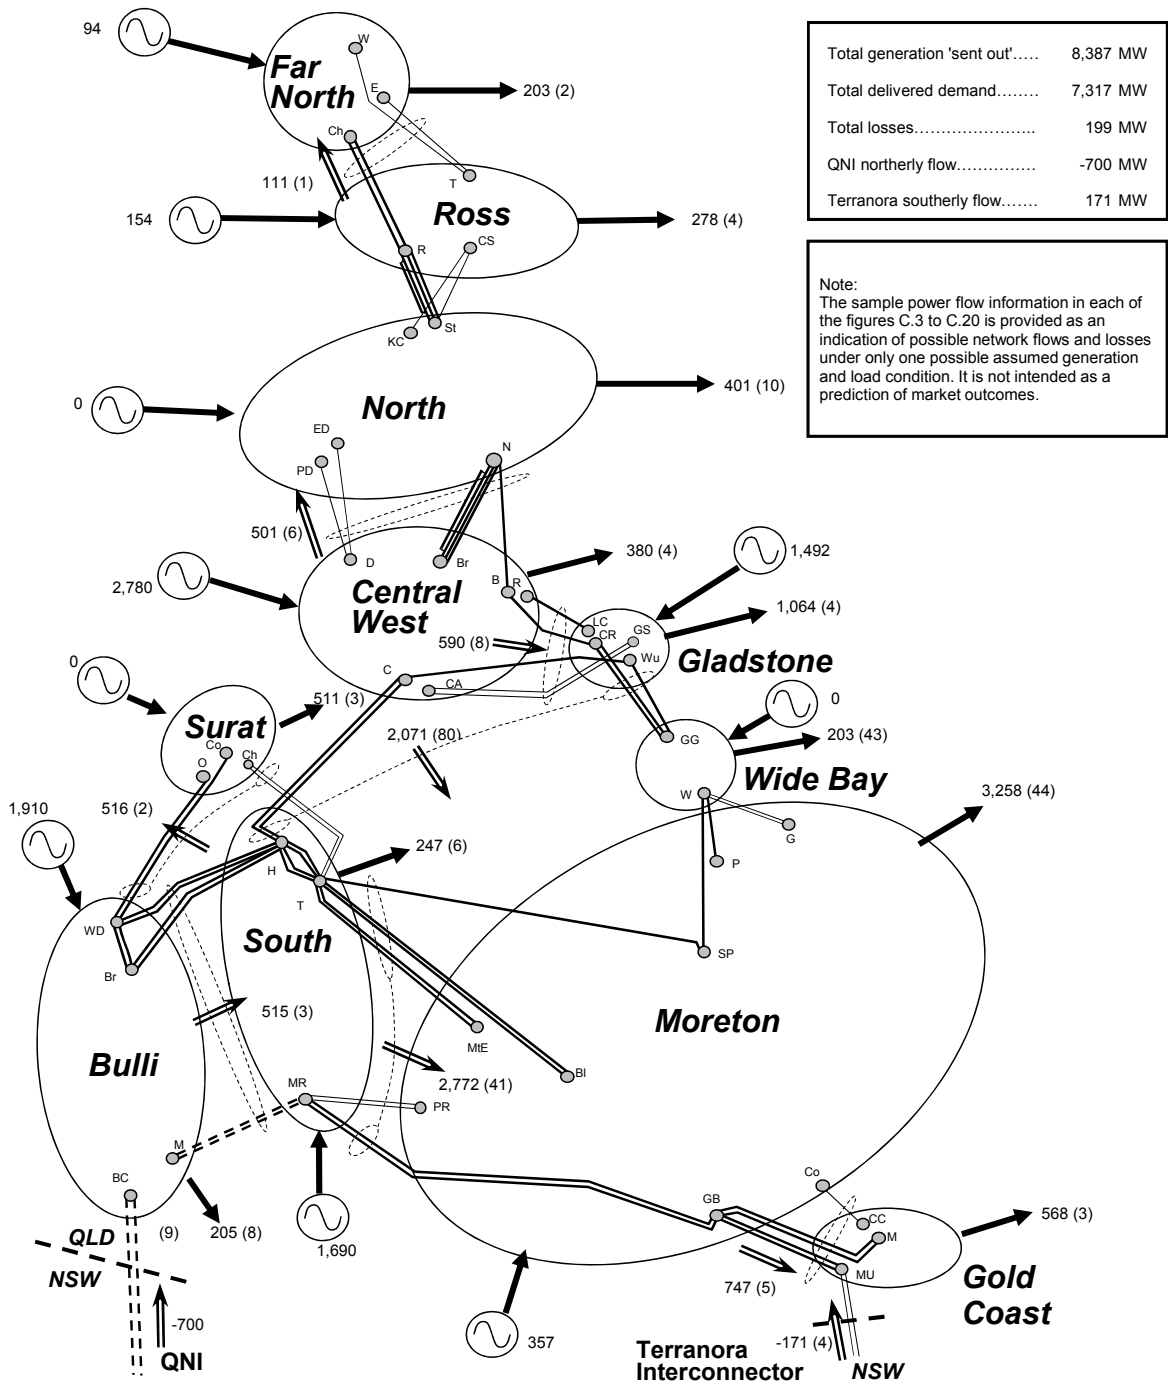 94
W
Far
North
E
203 (2)
Ch
111 (1)
T
Ross
154
278 (4)
R
CS
Total generation 'sent out'..... 8,387 MW
Total delivered demand........ 7,317 MW
Total losses…………………... 199 MW
QNI northerly flow…………… -700 MW
Terranora southerly flow....... 171 MW
Note:
The sample power flow information in each of
the figures C.3 to C.20 is provided as an
indication of possible network flows and losses
under only one possible assumed generation
and load condition. It is not intended as a
prediction of market outcomes.
KC
St
0
North
401 (10)
ED
PD
N
501 (6)
D
Br
380 (4)
1,492
2,780
Central
West
B
R
1,064 (4)
LC
GS
CR
590 (8)
Wu
Gladstone
0
C
CA
511 (3)
0
Surat
Co
Ch
O
2,071 (80)
GG
203 (43)
Wide Bay
W
1,910
516 (2)
3,258 (44)
G
P
247 (6)
H
T
WD
South
SP
Br
515 (3)
Moreton
MtE
Bulli
BI
2,772 (41)
MR
PR
M
BC
Co
GB
CC
QLD
(9)
205 (8)
568 (3)
M
1,690
NSW
MU
747 (5)
Gold
Coast
-700
QNI
357
Terranora
Interconnector
-171 (4)
NSW